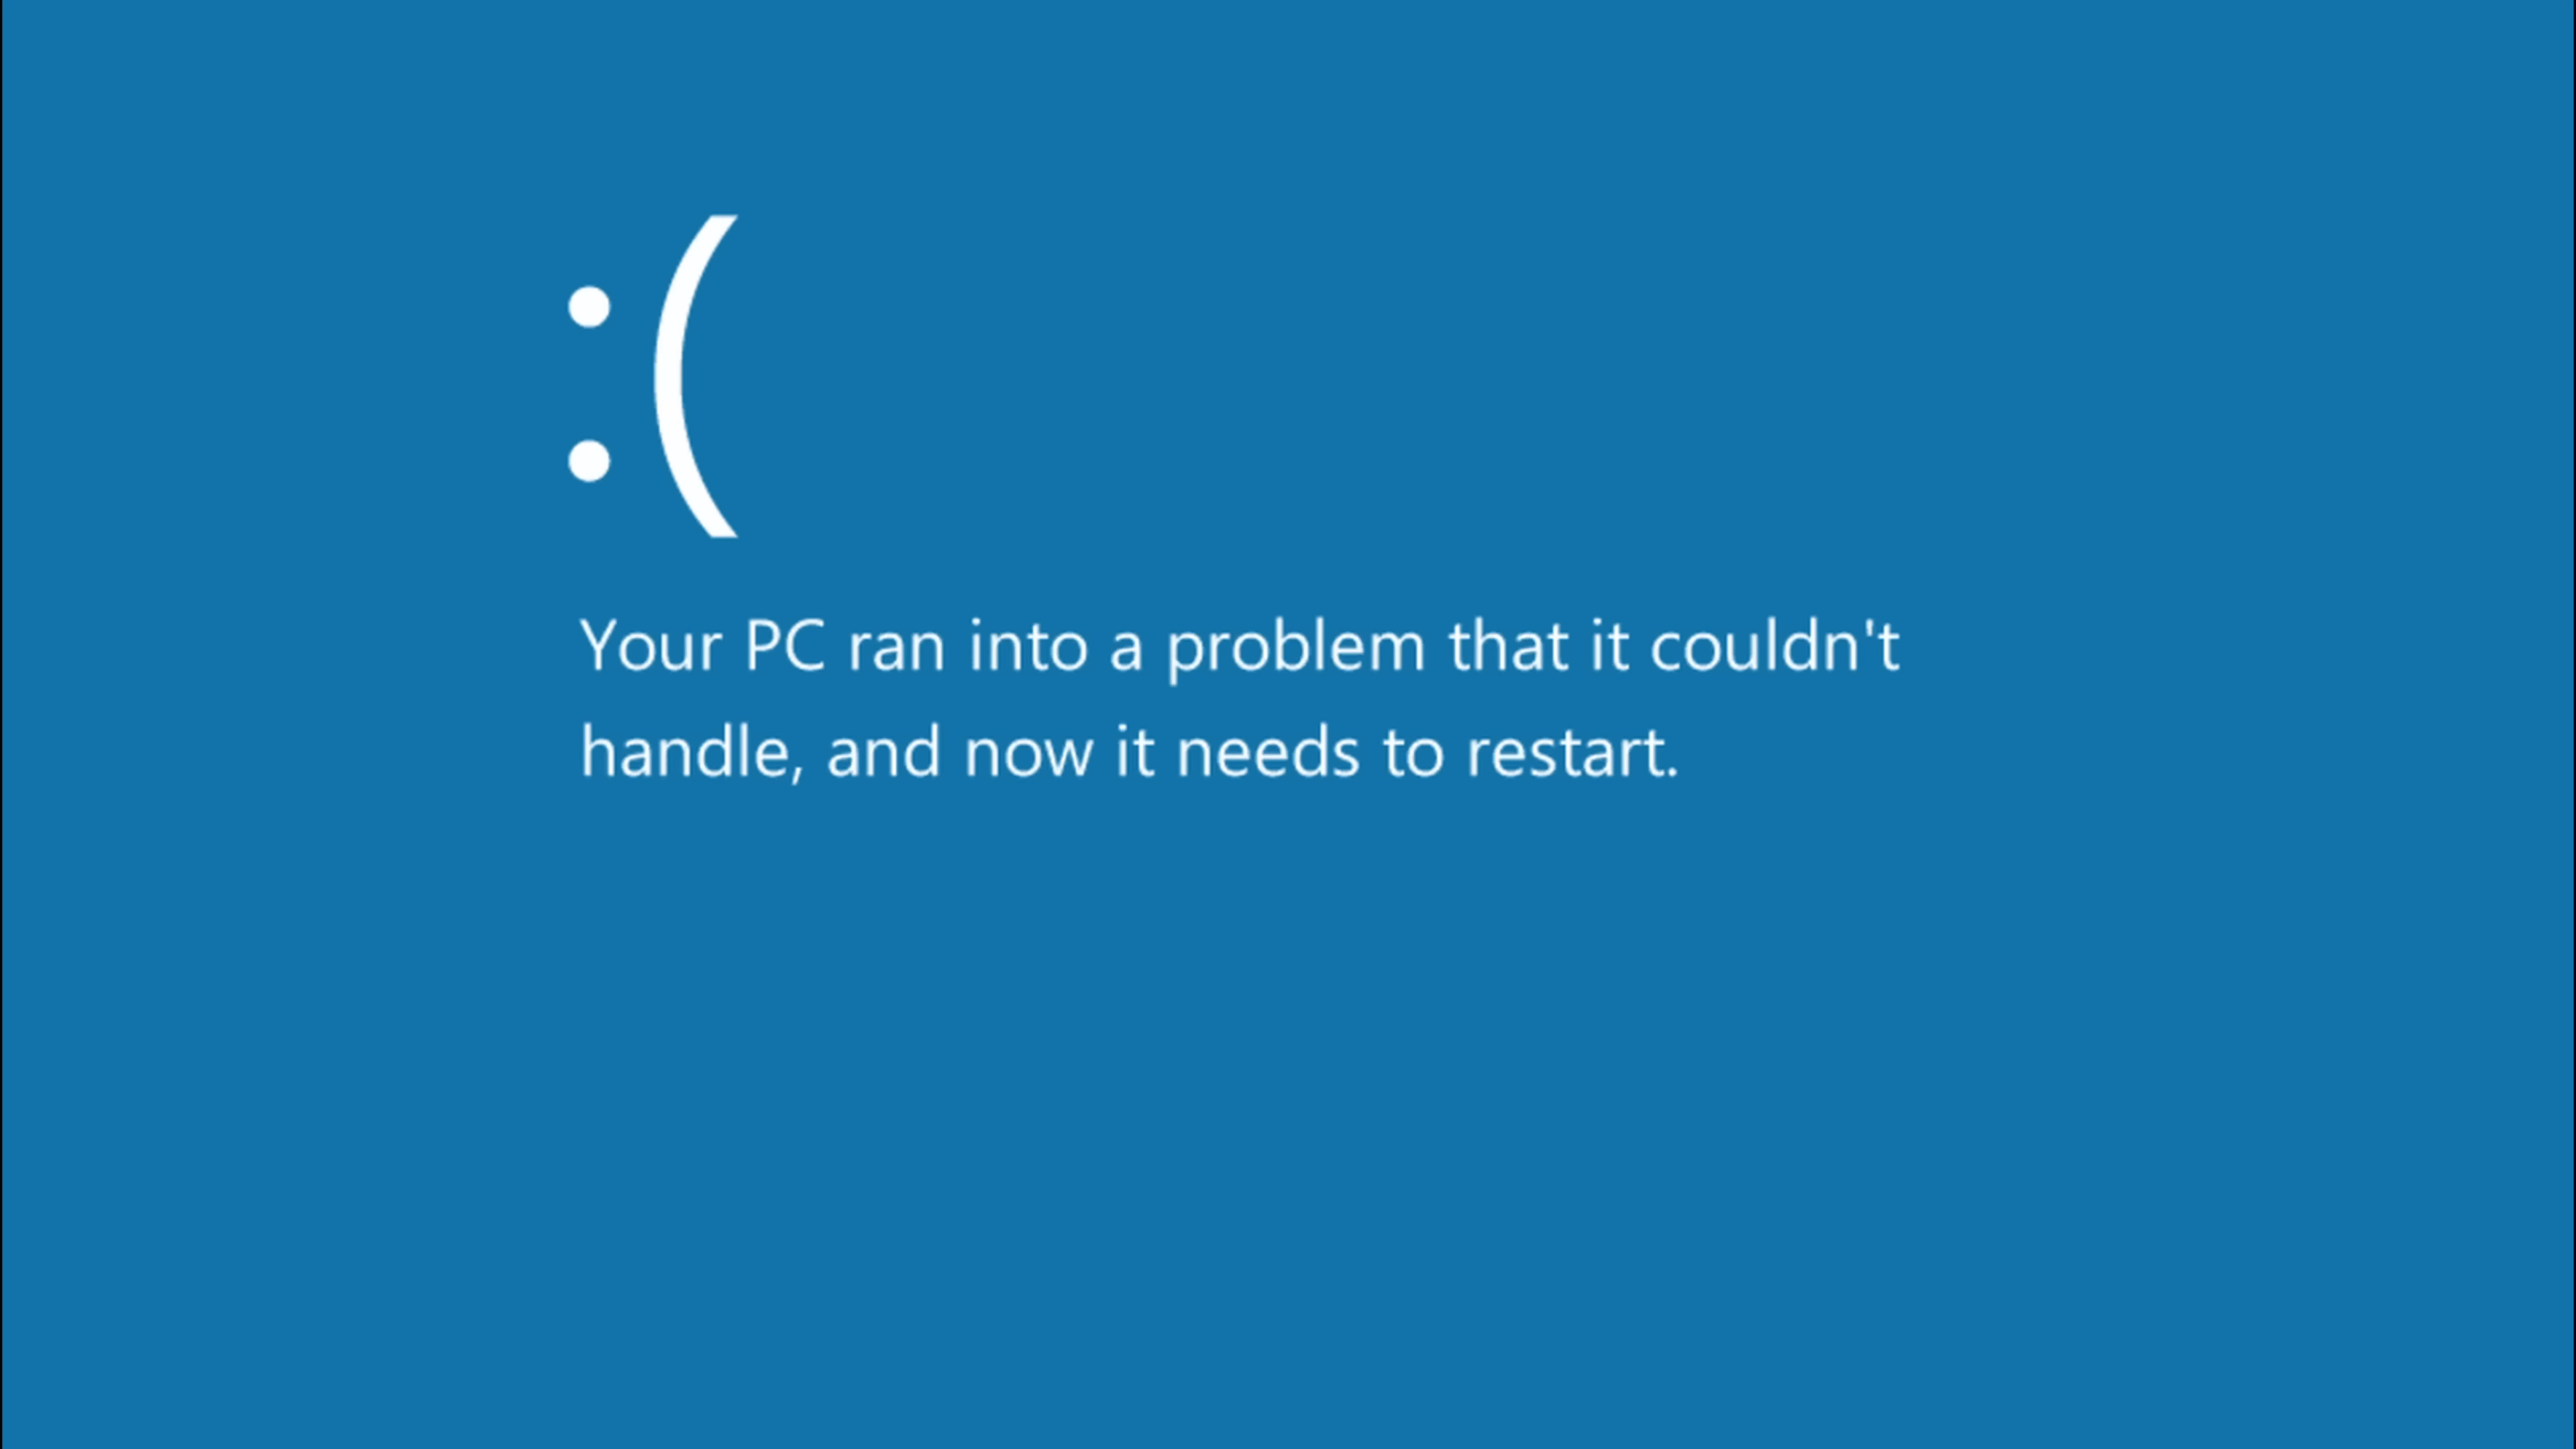 :(
Your PC ran into a problem that it couldn't
handle, and now it needs to restart.